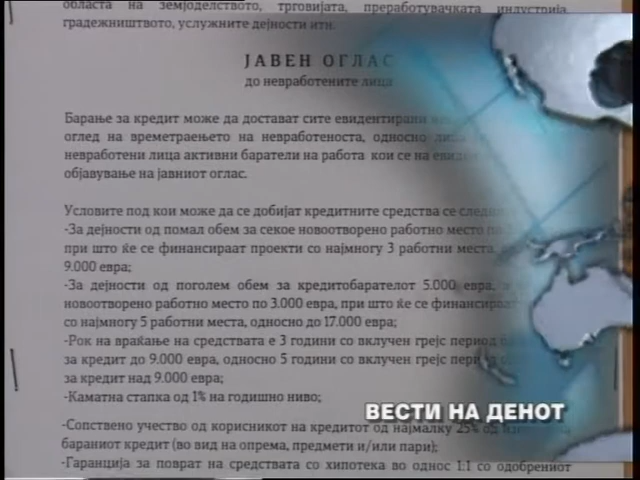 областа на земјоделството, трговијата, преработувачката индустрија,
градежништвото, услужните дејности итн.
ЈАВЕН ОГЛАС
до невработените лица
Барање за кредит може да достават сите евидентирани
оглед на времетраењето на невработеноста, односно лица
невработени лица активни баратели на работа кои се на
објавување на јавниот оглас.
Условите под кои може да се добијат кредитните средства се
-За дејности од помал обем за секое новоотворено работно место по
при што ќе се финансираат проекти со најмногу 3 работни места,
9.000 евра;
-За дејности од поголем обем за кредитобарателот 5.000 евра,
новоотворено работно место по 3.000 евра, при што ќе се
со најмногу 5 работни места, односно до 17.000 евра;
-Рок на враќање на средствата е 3 години со вклучен грејс период
за кредит до 9.000 евра, односно 5 години со вклучен грејс
за кредит над 9.000 евра;
-Каматна стапка од 1% на годишно ниво;
ВЕСТИ НА ДЕНОТ
-Сопствено учество од корисникот на кредитот од најмалку 25% од
бараниот кредит (во вид на опрема, предмети и/или пари);
-Гаранција за поврат на средствата со хипотека во однос 1:1 со одобрениот